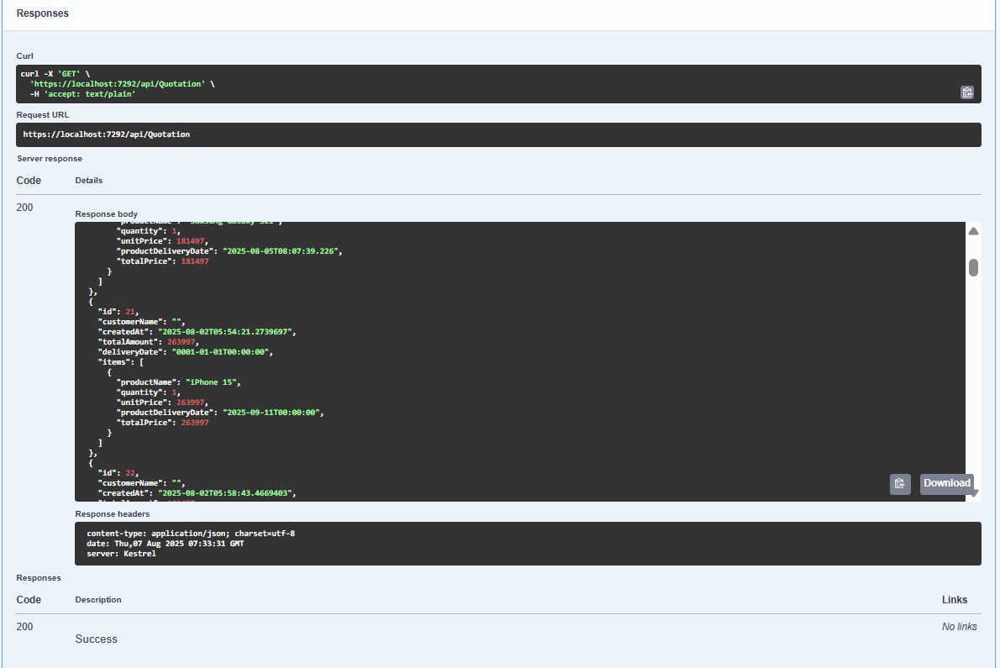 Responses
Curl
curl -X 'GET' \
'https://localhost:7292/api/Quotation' \
-H 'accept: text/plain'
Request URL
https://localhost:7292/api/Quotation
Server response
Code Details
200
Response body
"quantity": 1,
"unitPrice": 181497,
"productDeliveryDate": "2025-08-05T08:07:39.226",
"totalPrice": 181497
}
]
},
{
"id": 21,
"customerName": "",
"createdAt": "2025-08-02T05:54:21.2739697",
"totalAmount": 263997,
"deliveryDate": "0001-01-01T00:00:00",
"items": [
{
"productName": "iPhone 15",
"quantity": 1,
"unitPrice": 263997,
"productDeliveryDate": "2025-09-11T00:00:00",
"totalPrice": 263997
}
]
},
{
"id": 22,
"customerName": "",
"createdAt": "2025-08-02T05:58:43.4669403",
Download
Response headers
content-type: application/json; charset=utf-8
date: Thu,07 Aug 2025 07:33:31 GMT
server: Kestrel
Responses
Code Description Links
200 No links
Success